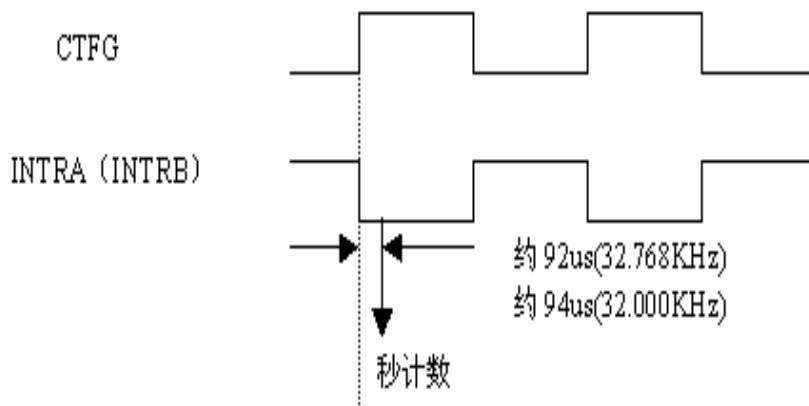 CTFG
INTRA（INTRB）
约 92us(32.768KHz)
约 94us(32.000KHz)
秒计数